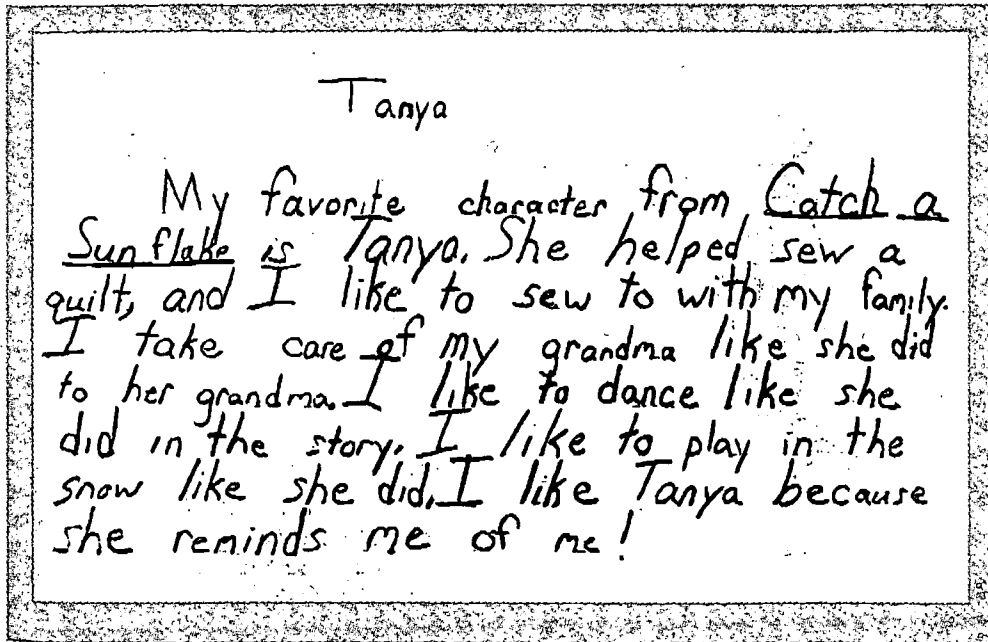 Tanya
My favorite character from Catch a
Sunflake is Tanya. She helped sew a
quilt, and I like to sew to with my family.
I take care of my grandma like she did
to her grandma. I like to dance like she
did in the story. I like to play in the
snow like she did. I like Tanya because
she reminds me of me!